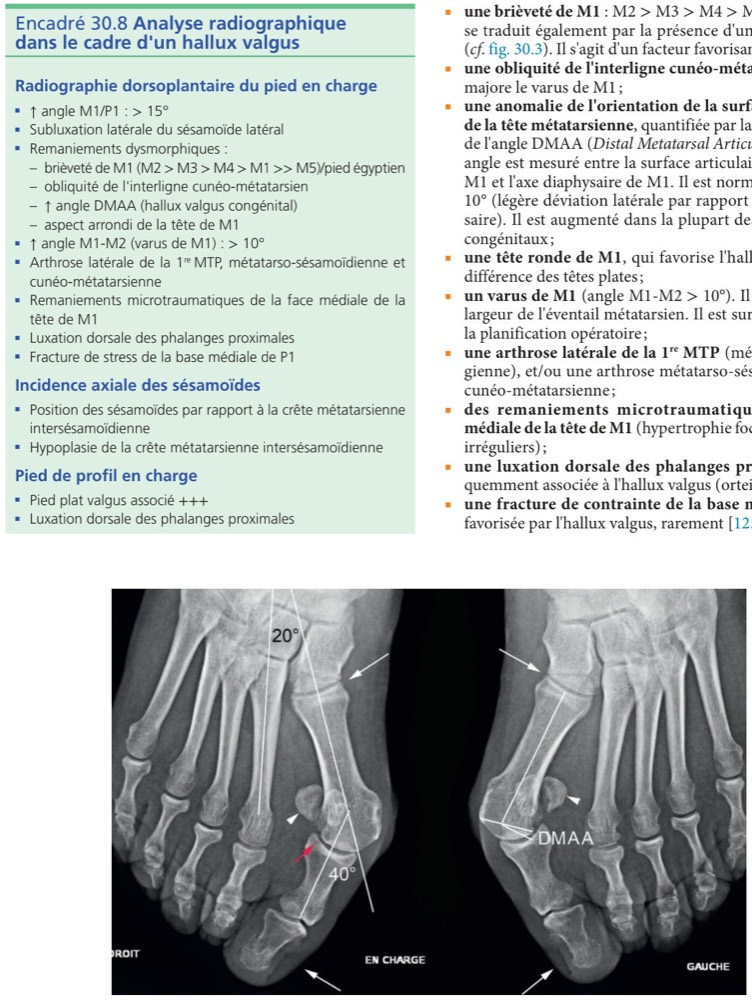 Encadré 30.8 Analyse radiographique
dans le cadre d'un hallux valgus
Radiographie dorsoplantaire du pied en charge
▪ ↑ angle M1/P1 : > 15°
▪ Subluxation latérale du sésamoïde latéral
▪ Remaniements dysmorphiques :
– brièveté de M1 (M2 > M3 > M4 > M1 >> M5)/pied égyptien
– obliquité de l'interligne cunéo-métatarsien
– ↑ angle DMAA (hallux valgus congénital)
– aspect arrondi de la tête de M1
▪ ↑ angle M1-M2 (varus de M1) : > 10°
▪ Arthrose latérale de la 1re MTP, métatarso-sésamoïdienne et
cunéo-métatarsienne
▪ Remaniements microtraumatiques de la face médiale de la
tête de M1
▪ Luxation dorsale des phalanges proximales
▪ Fracture de stress de la base médiale de P1
Incidence axiale des sésamoïdes
▪ Position des sésamoïdes par rapport à la crête métatarsienne
intersésamoïdienne
▪ Hypoplasie de la crête métatarsienne intersésamoïdienne
Pied de profil en charge
▪ Pied plat valgus associé +++
▪ Luxation dorsale des phalanges proximales
▪ une brièveté de M1 : M2 > M3 > M4 >
se traduit également par la présence d'un
(cf. fig. 30.3). Il s'agit d'un facteur favorisan
▪ une obliquité de l'interligne cunéo-méta
majore le varus de M1 ;
▪ une anomalie de l'orientation de la surf
de la tête métatarsienne, quantifiée par la
de l'angle DMAA (Distal Metatarsal Articu
angle est mesuré entre la surface articulai
M1 et l'axe diaphysaire de M1. Il est norm
10° (légère déviation latérale par rapport
saire). Il est augmenté dans la plupart de
congénitaux ;
▪ une tête ronde de M1, qui favorise l'hall
différence des têtes plates ;
▪ un varus de M1 (angle M1-M2 > 10°). Il
largeur de l'éventail métatarsien. Il est sur
la planification opératoire ;
▪ une arthrose latérale de la 1re MTP (mé
gienne), et/ou une arthrose métatarso-sés
cunéo-métatarsienne ;
▪ des remaniements microtraumatiqu
médiale de la tête de M1 (hypertrophie foc
irréguliers) ;
▪ une luxation dorsale des phalanges pr
quemment associée à l'hallux valgus (ortei
▪ une fracture de contrainte de la base m
favorisée par l'hallux valgus, rarement [12
20°
DMAA
40°
DROIT
EN CHARGE
GAUCHE